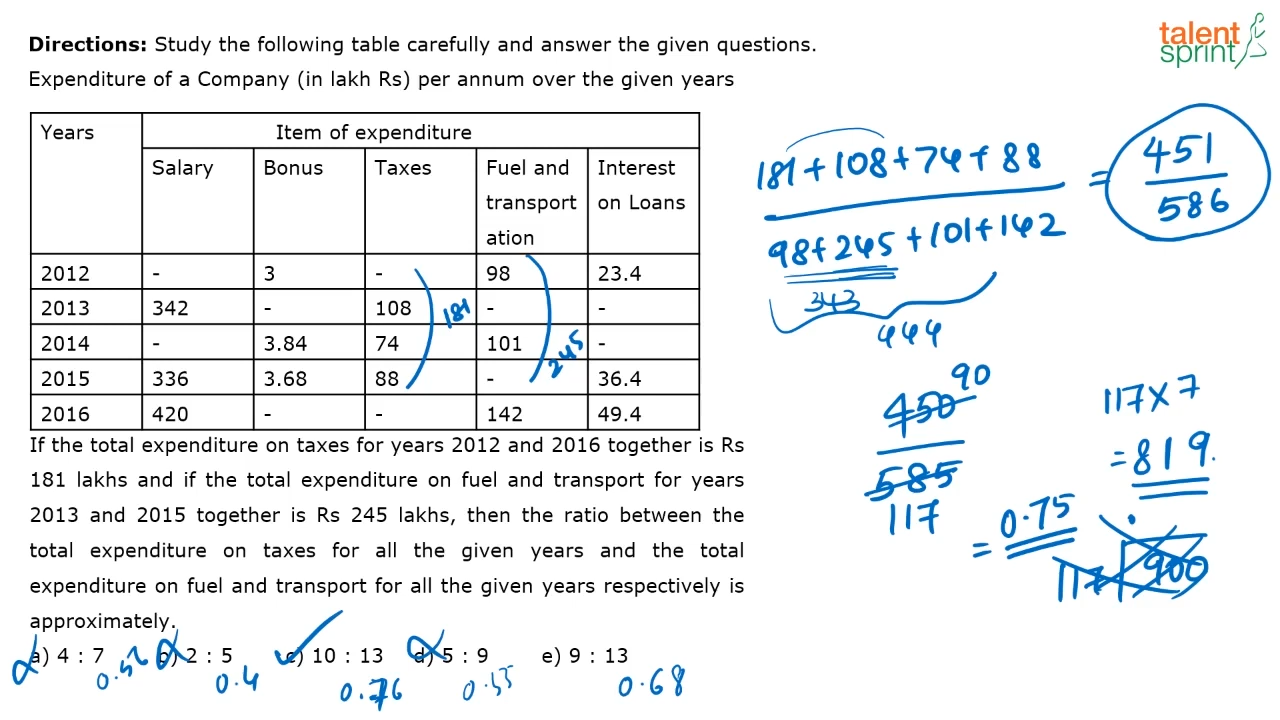 talent
sprint
Directions: Study the following table carefully and answer the given questions.
Expenditure of a Company (in lakh Rs) per annum over the given years
Years Item of expenditure
Salary Bonus Taxes Fuel and transport ation Interest on Loans
2012 - 3 - 98 23.4
2013 342 - 108 - -
2014 - 3.84 74 101 -
2015 336 3.68 88 - 36.4
2016 420 - - 142 49.4
181
245
If the total expenditure on taxes for years 2012 and 2016 together is Rs
181 lakhs and if the total expenditure on fuel and transport for years
2013 and 2015 together is Rs 245 lakhs, then the ratio between the
total expenditure on taxes for all the given years and the total
expenditure on fuel and transport for all the given years respectively is
approximately.
a) 4 : 7 b) 2 : 5 c) 10 : 13 d) 5 : 9 e) 9 : 13
0.4 0.76 0.55 0.68
181+108+74+88 = 451
98+245+101+142 586
343
444
90
450
585
117
= 0.75
117×7
=819.
117 900